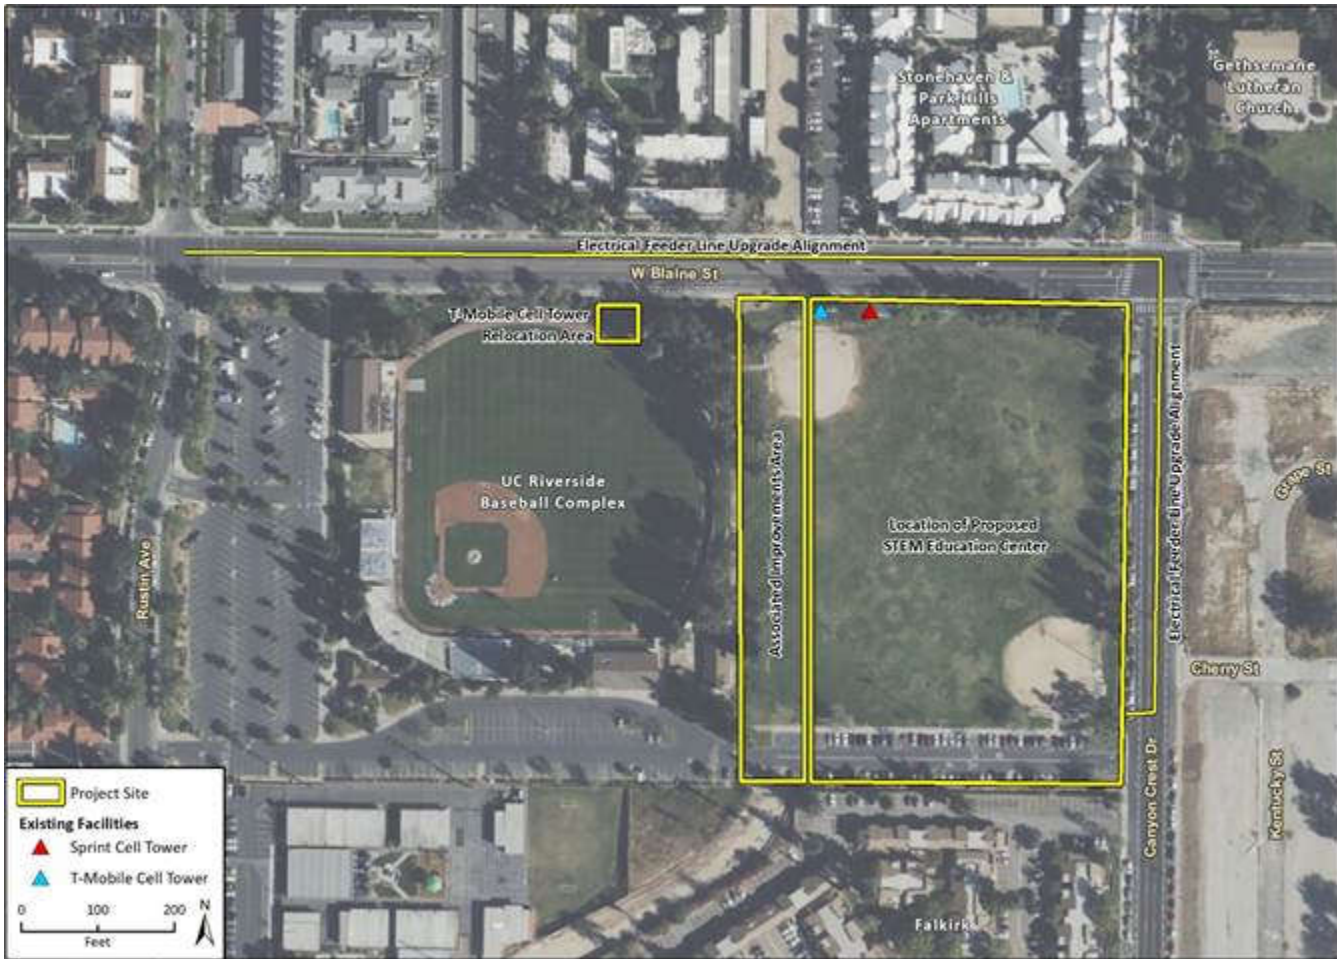 Stonehaven &
Park Hills
Apartments
Gethsemane
Lutheran
Church
Electrical Feeder Line Upgrade Alignment
W Blaine St
T-Mobile Cell Tower
Relocation Area
UC Riverside
Baseball Complex
Associated Improvements Area
Location of Proposed
STEM Education Center
Electrical Feeder Line Upgrade Alignment
Grape St
Rustin Ave
Cherry St
Canyon Crest Dr
Kentucky St
Falkirk
Project Site
Existing Facilities
Sprint Cell Tower
T-Mobile Cell Tower
0 100 200
Feet
N